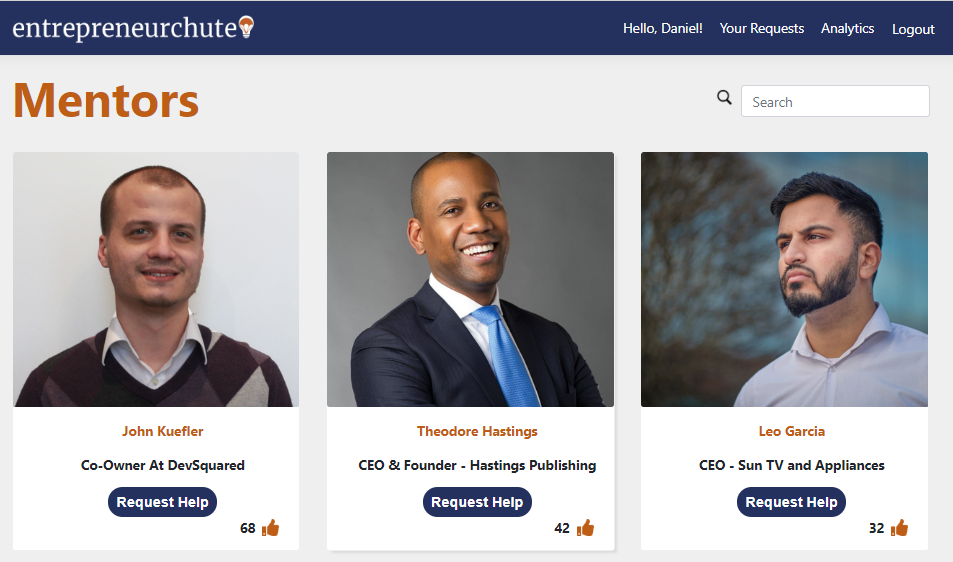 entrepreneurchute
Hello, Daniel! Your Requests Analytics Logout
Mentors
Search
John Kuefler
Co-Owner At DevSquared
Request Help
68
Theodore Hastings
CEO & Founder - Hastings Publishing
Request Help
42
Leo Garcia
CEO - Sun TV and Appliances
Request Help
32